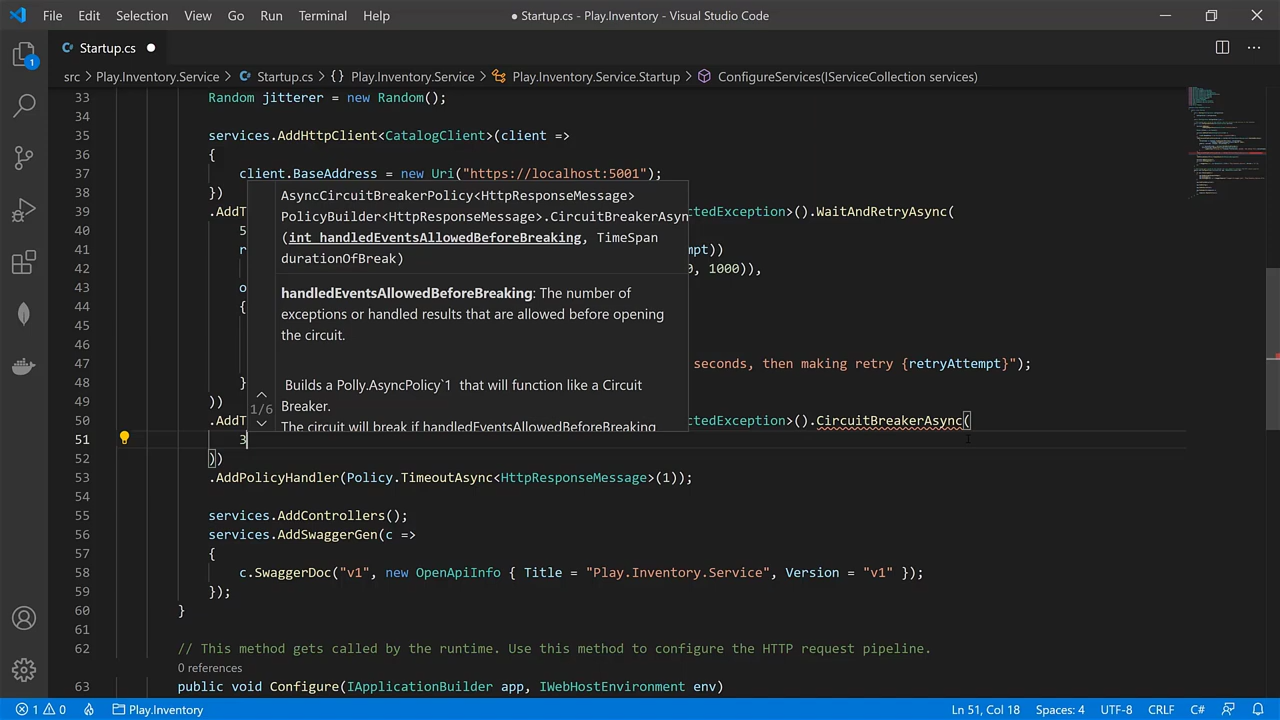 File Edit Selection View Go Run Terminal Help
● Startup.cs - Play.Inventory - Visual Studio Code
Startup.cs ●
src > Play.Inventory.Service > Startup.cs > {} Play.Inventory.Service > Play.Inventory.Service.Startup > ConfigureServices(IServiceCollection services)
1
33 Random jitterer = new Random();
34
35 services.AddHttpClient<CatalogClient>(client =>
36 {
37 client.BaseAddress = new Uri("https://localhost:5001");
38 })
39 .AddT ctedException>().WaitAndRetryAsync(
40 5
41 r mpt))
42 0, 1000)),
43 o
44 {
45
46
47 seconds, then making retry {retryAttempt}");
48 }
49 ))
50 .AddT ctedException>().CircuitBreakerAsync(
51 3
52 ))
53 .AddPolicyHandler(Policy.TimeoutAsync<HttpResponseMessage>(1));
54
55 services.AddControllers();
56 services.AddSwaggerGen(c =>
57 {
58 c.SwaggerDoc("v1", new OpenApiInfo { Title = "Play.Inventory.Service", Version = "v1" });
59 });
60 }
61
62 // This method gets called by the runtime. Use this method to configure the HTTP request pipeline.
0 references
63 public void Configure(IApplicationBuilder app, IWebHostEnvironment env)
AsyncCircuitBreakerPolicy<HttpResponseMessage>
PolicyBuilder<HttpResponseMessage>.CircuitBreakerAsyn
(int handledEventsAllowedBeforeBreaking, TimeSpan
durationOfBreak)
handledEventsAllowedBeforeBreaking: The number of
exceptions or handled results that are allowed before opening
the circuit.
Builds a Polly.AsyncPolicy`1 that will function like a Circuit
Breaker.
The circuit will break if handledEventsAllowedBeforeBreaking
1/6
1 0 Play.Inventory Ln 51, Col 18 Spaces: 4 UTF-8 CRLF C#